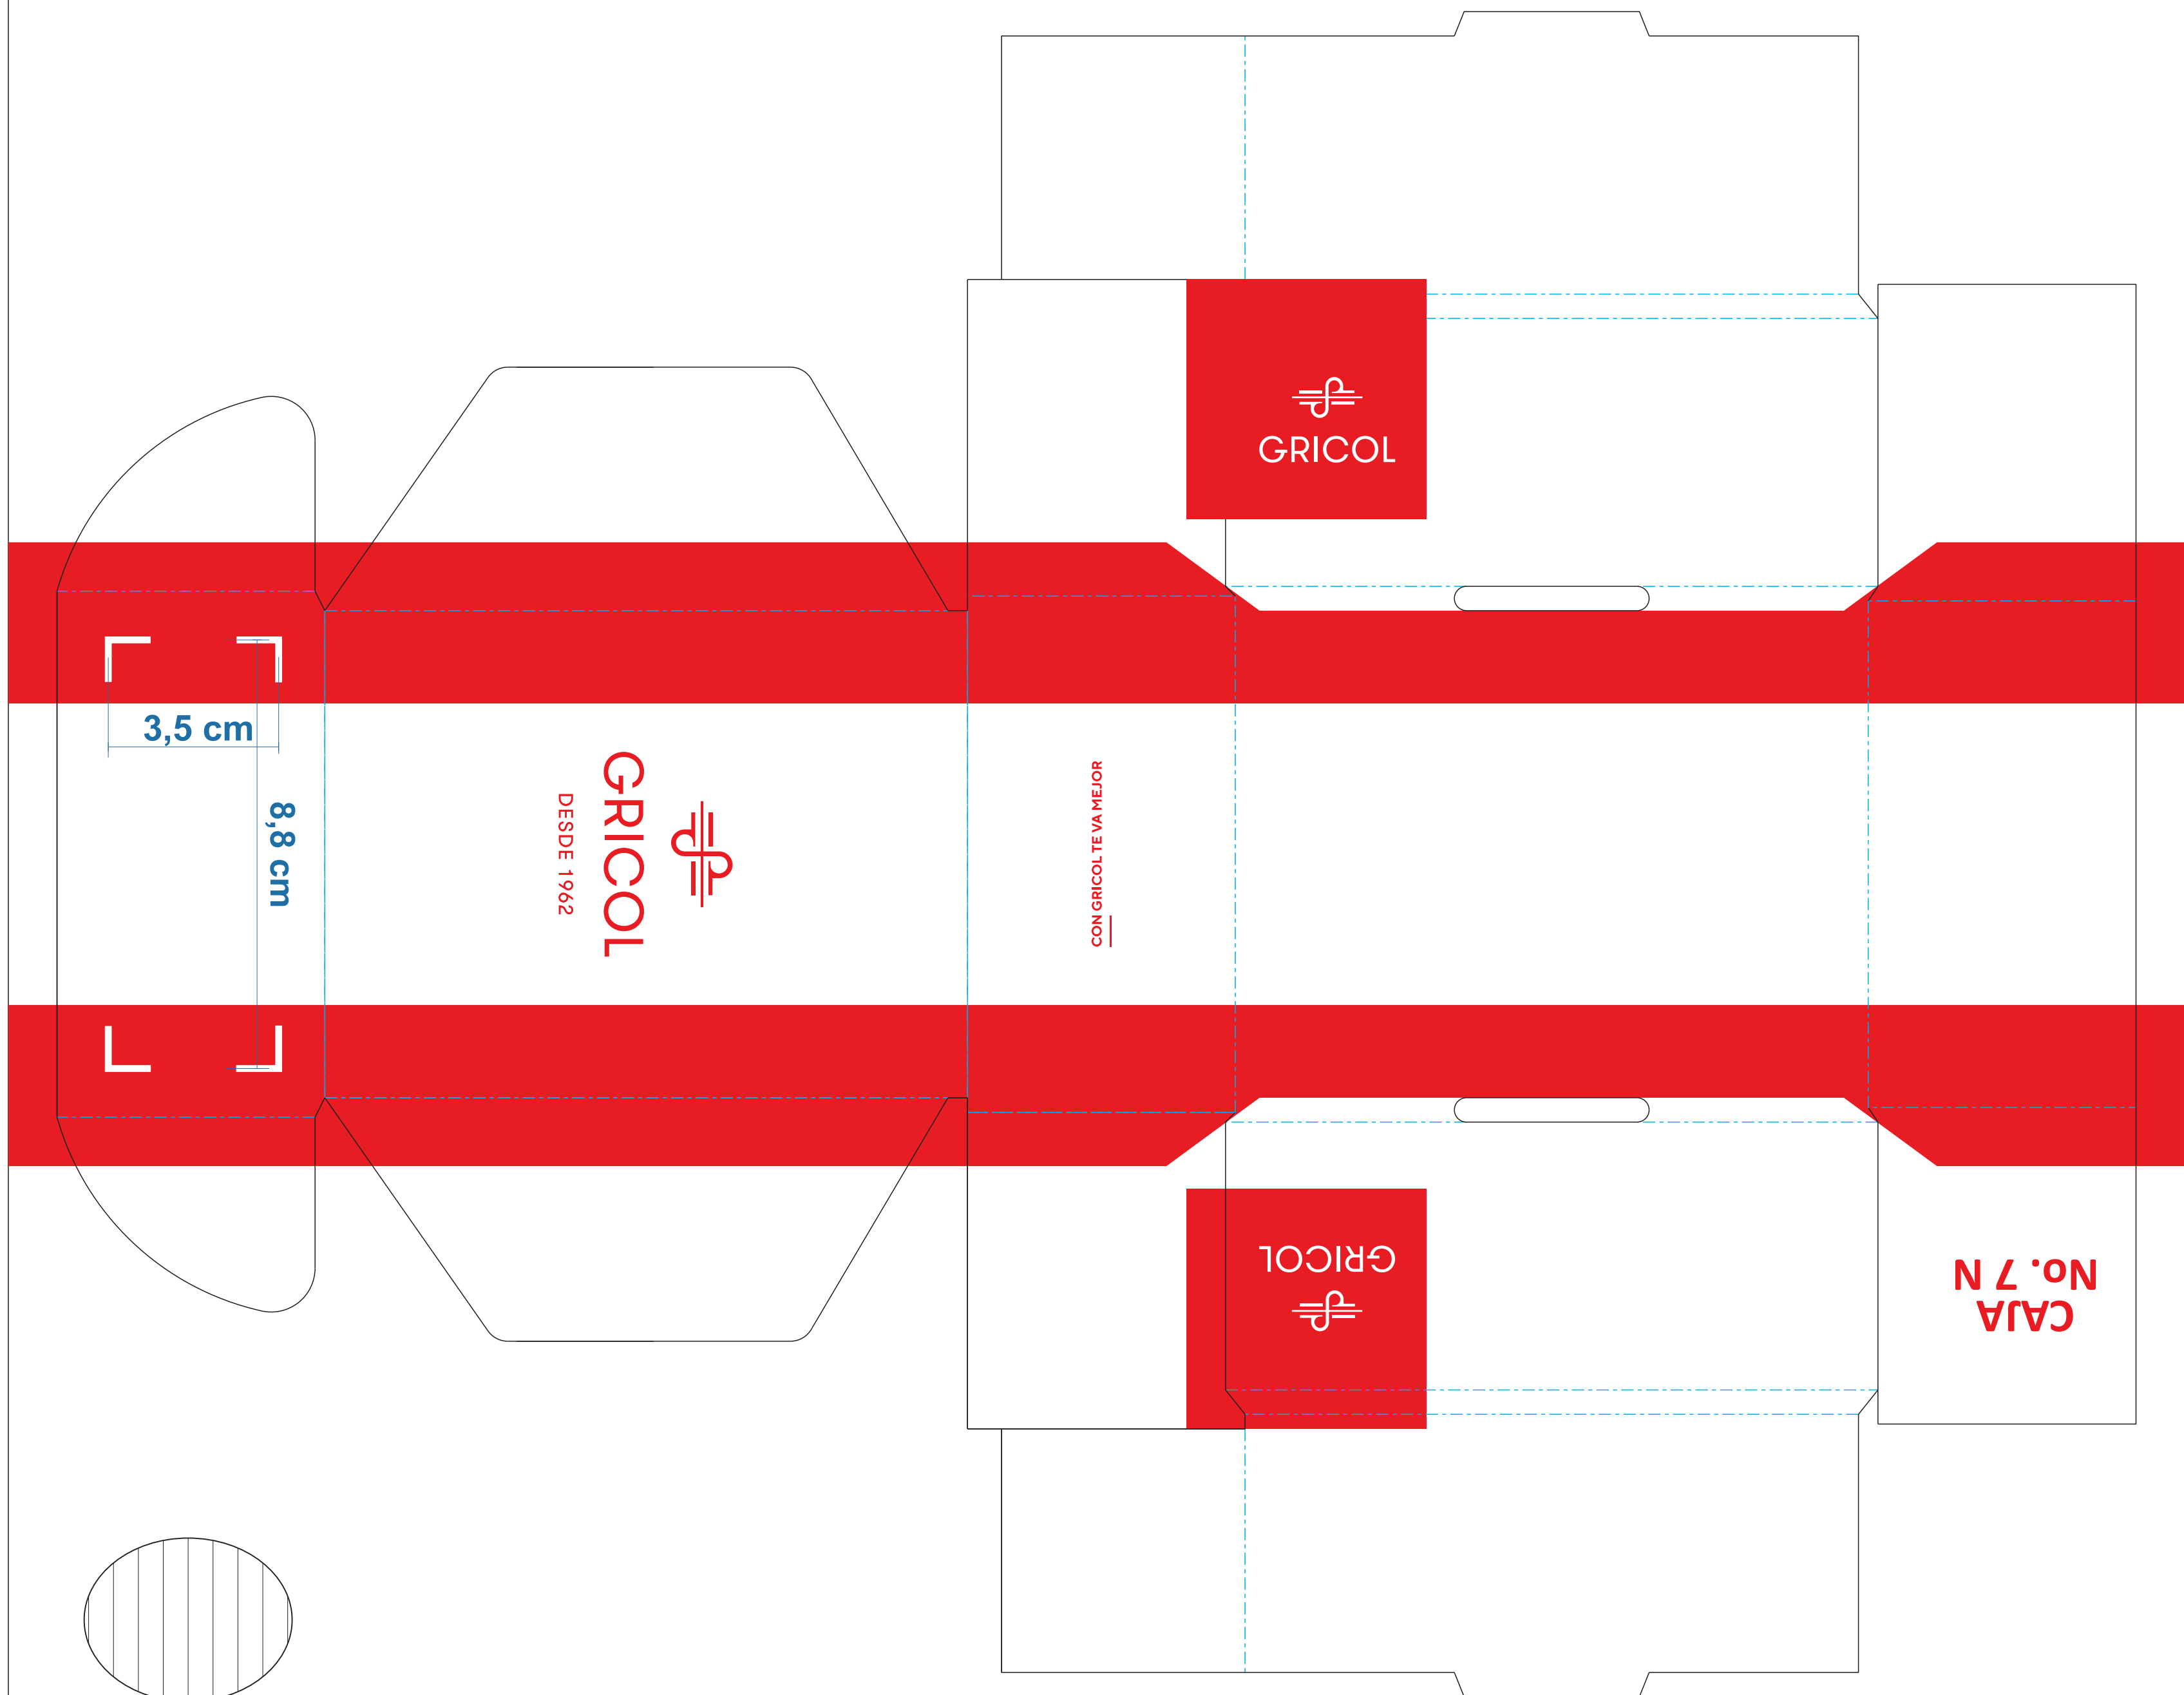 GRICOL
3,5 cm
8,8 cm
GRICOL
DESDE 1962
CON GRICOL TE VA MEJOR
GRICOL
CAJA
No. 7 N